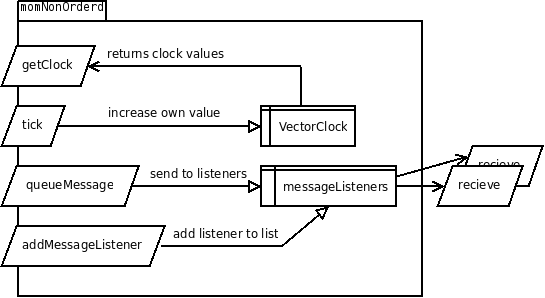 momNonOrderd
returns clock values
getClock
increase own value
tick
VectorClock
recieve
send to listeners
queueMessage
messageListeners
recieve
add listener to list
addMessageListener